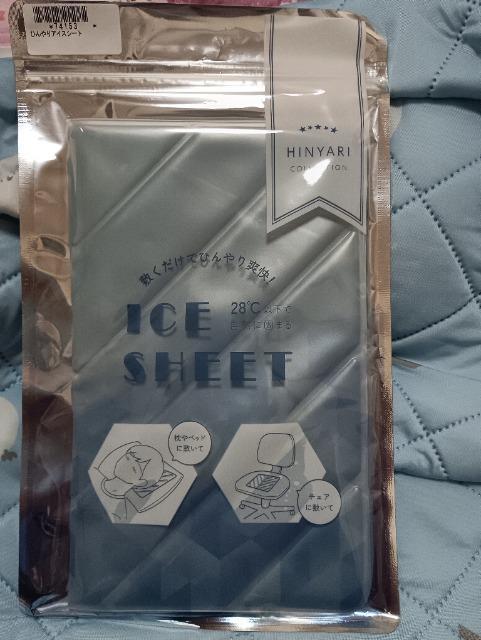 *74153*
ひんやりアイスシート
HINYARI
COLLECTION
敷くだけでひんやり爽快!
ICE
SHEET
28℃以下で
自然に固まる
枕やベッド
に敷いて
チェア
に敷いて